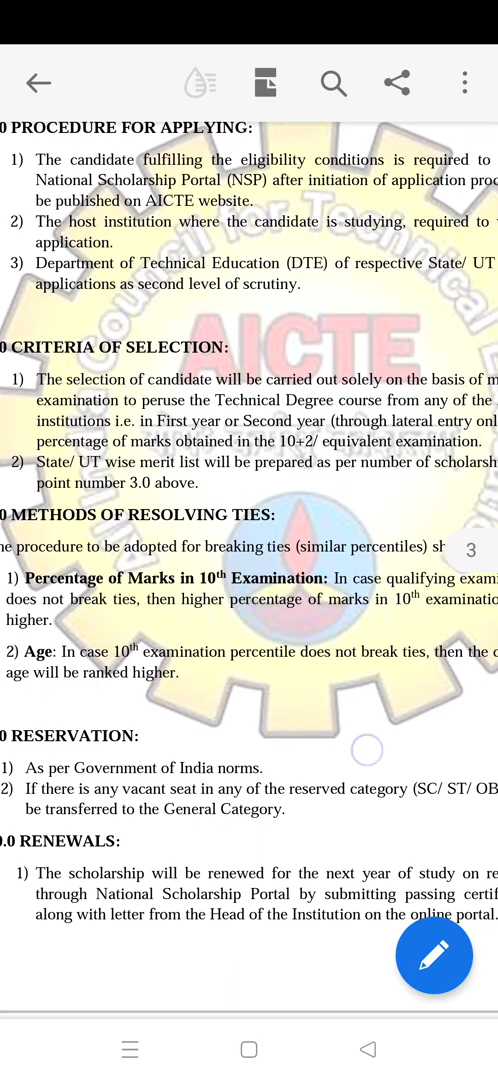 0 PROCEDURE FOR APPLYING:
1) The candidate fulfilling the eligibility conditions is required to
National Scholarship Portal (NSP) after initiation of application proc
be published on AICTE website.
2) The host institution where the candidate is studying, required to
application.
3) Department of Technical Education (DTE) of respective State/ UT
applications as second level of scrutiny.
0 CRITERIA OF SELECTION:
1) The selection of candidate will be carried out solely on the basis of m
examination to peruse the Technical Degree course from any of the
institutions i.e. in First year or Second year (through lateral entry onl
percentage of marks obtained in the 10+2/ equivalent examination.
2) State/ UT wise merit list will be prepared as per number of scholarsh
point number 3.0 above.
0 METHODS OF RESOLVING TIES:
he procedure to be adopted for breaking ties (similar percentiles) sh
3
1) Percentage of Marks in 10th Examination: In case qualifying exami
does not break ties, then higher percentage of marks in 10th examinatio
higher.
2) Age: In case 10th examination percentile does not break ties, then the c
age will be ranked higher.
0 RESERVATION:
1) As per Government of India norms.
2) If there is any vacant seat in any of the reserved category (SC/ ST/ OB
be transferred to the General Category.
0.0 RENEWALS:
1) The scholarship will be renewed for the next year of study on re
through National Scholarship Portal by submitting passing certif
along with letter from the Head of the Institution on the online portal.
AICTE